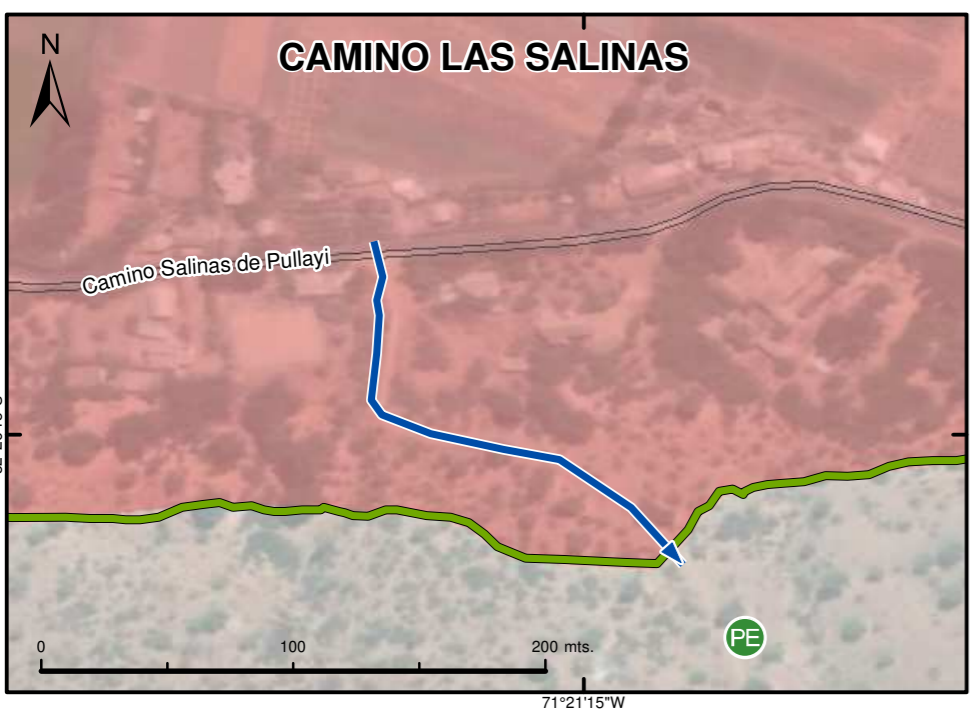 N
CAMINO LAS SALINAS
Camino Salinas de Pullayi
0 100 200 mts.
PE
71°21'15"W